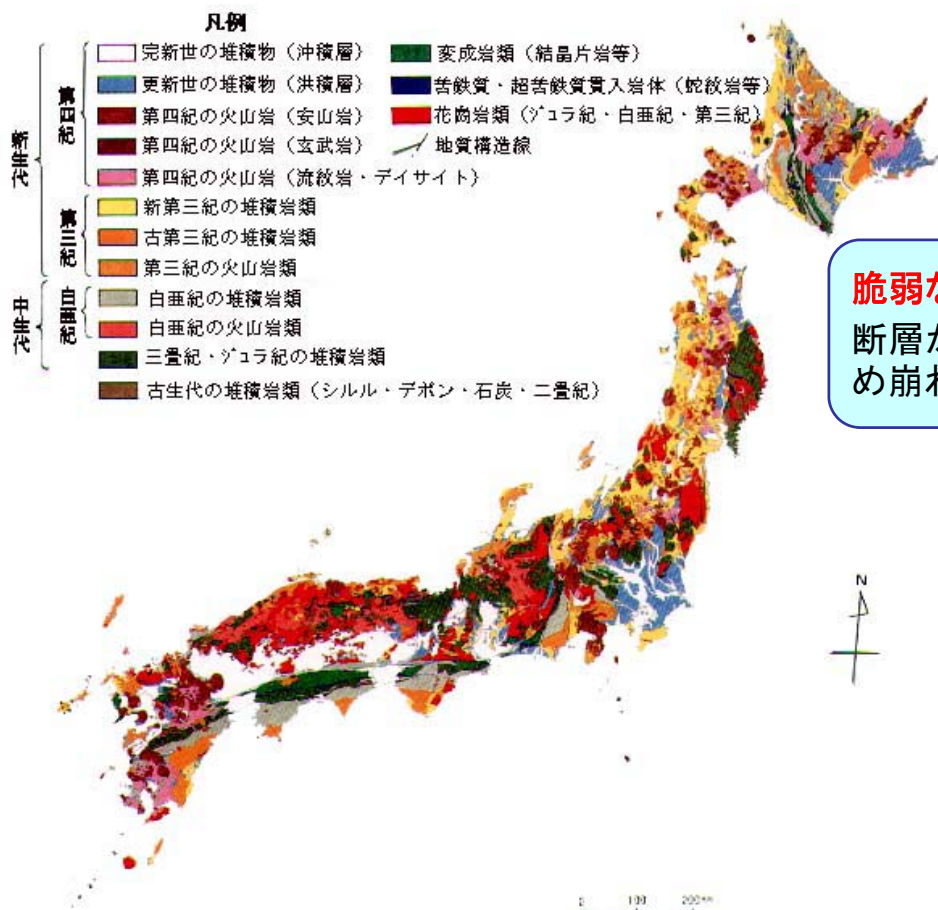 凡例
新生代
第四紀
完新世の堆積物（沖積層）
更新世の堆積物（洪積層）
第四紀の火山岩（安山岩）
第四紀の火山岩（玄武岩）
第四紀の火山岩（流紋岩・デイサイト）
第三紀
新第三紀の堆積岩類
古第三紀の堆積岩類
第三紀の火山岩類
中生代
白亜紀
白亜紀の堆積岩類
白亜紀の火山岩類
三畳紀・ジュラ紀の堆積岩類
古生代の堆積岩類（シルル・デボン・石炭・二畳紀）
変成岩類（結晶片岩等）
苦鉄質・超苦鉄質貫入岩体（蛇紋岩等）
花崗岩類（ジュラ紀・白亜紀・第三紀）
地質構造線
脆弱な
断層が
め崩れ
N
0 100 200km